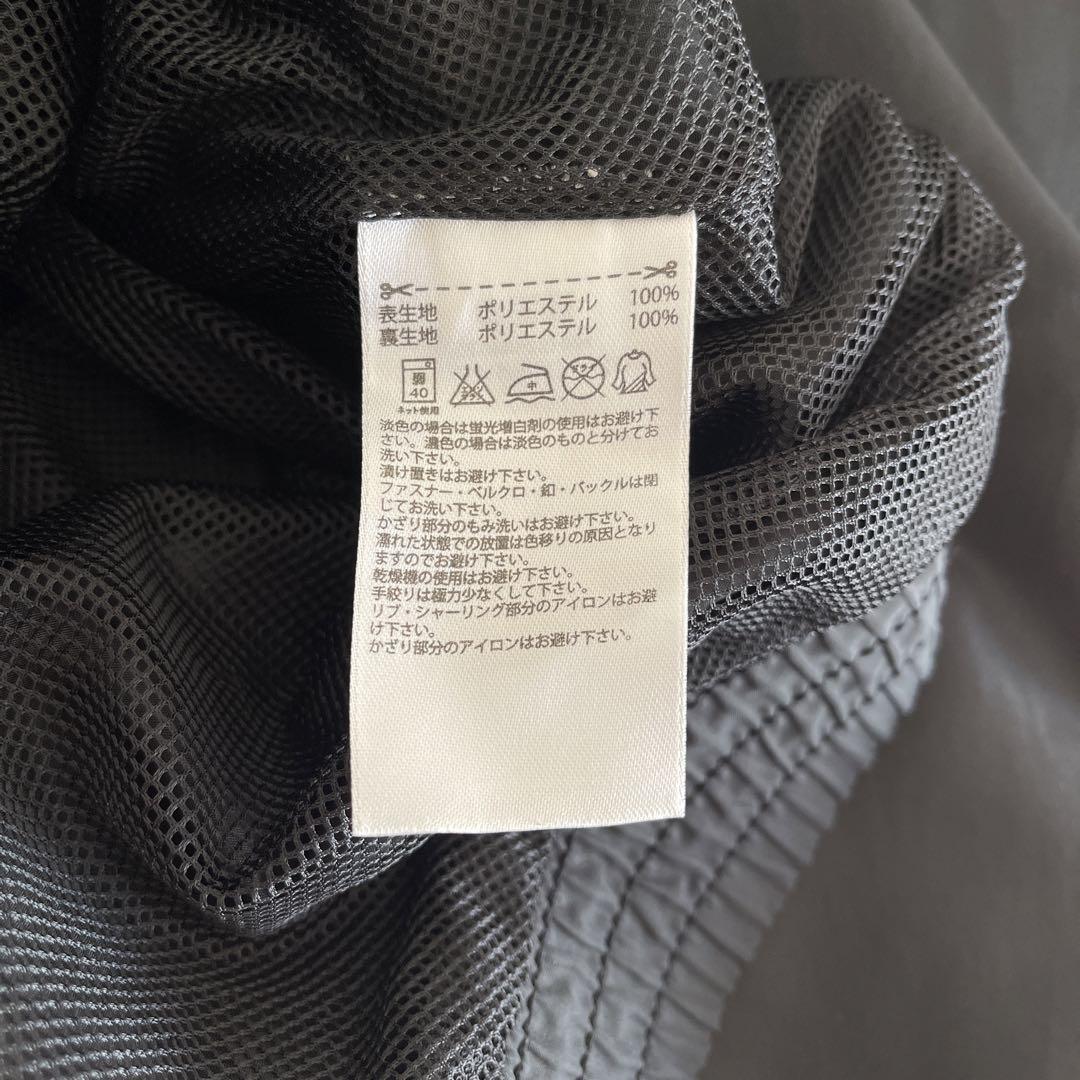 表生地 ポリエステル 100%
裏生地 ポリエステル 100%
弱
40
エンソサラシ
中
ドライ
ネット使用
淡色の場合は蛍光増白剤の使用はお避け下
さい。濃色の場合は淡色のものと分けてお
洗い下さい。
漬け置きはお避け下さい。
ファスナー・ベルクロ・釦・バックルは閉
じてお洗い下さい。
かざり部分のもみ洗いはお避け下さい。
濡れた状態での放置は色移りの原因となり
ますのでお避け下さい。
乾燥機の使用はお避け下さい。
手絞りは極力少なくして下さい。
リブ・シャーリング部分のアイロンはお避
け下さい。
かざり部分のアイロンはお避け下さい。